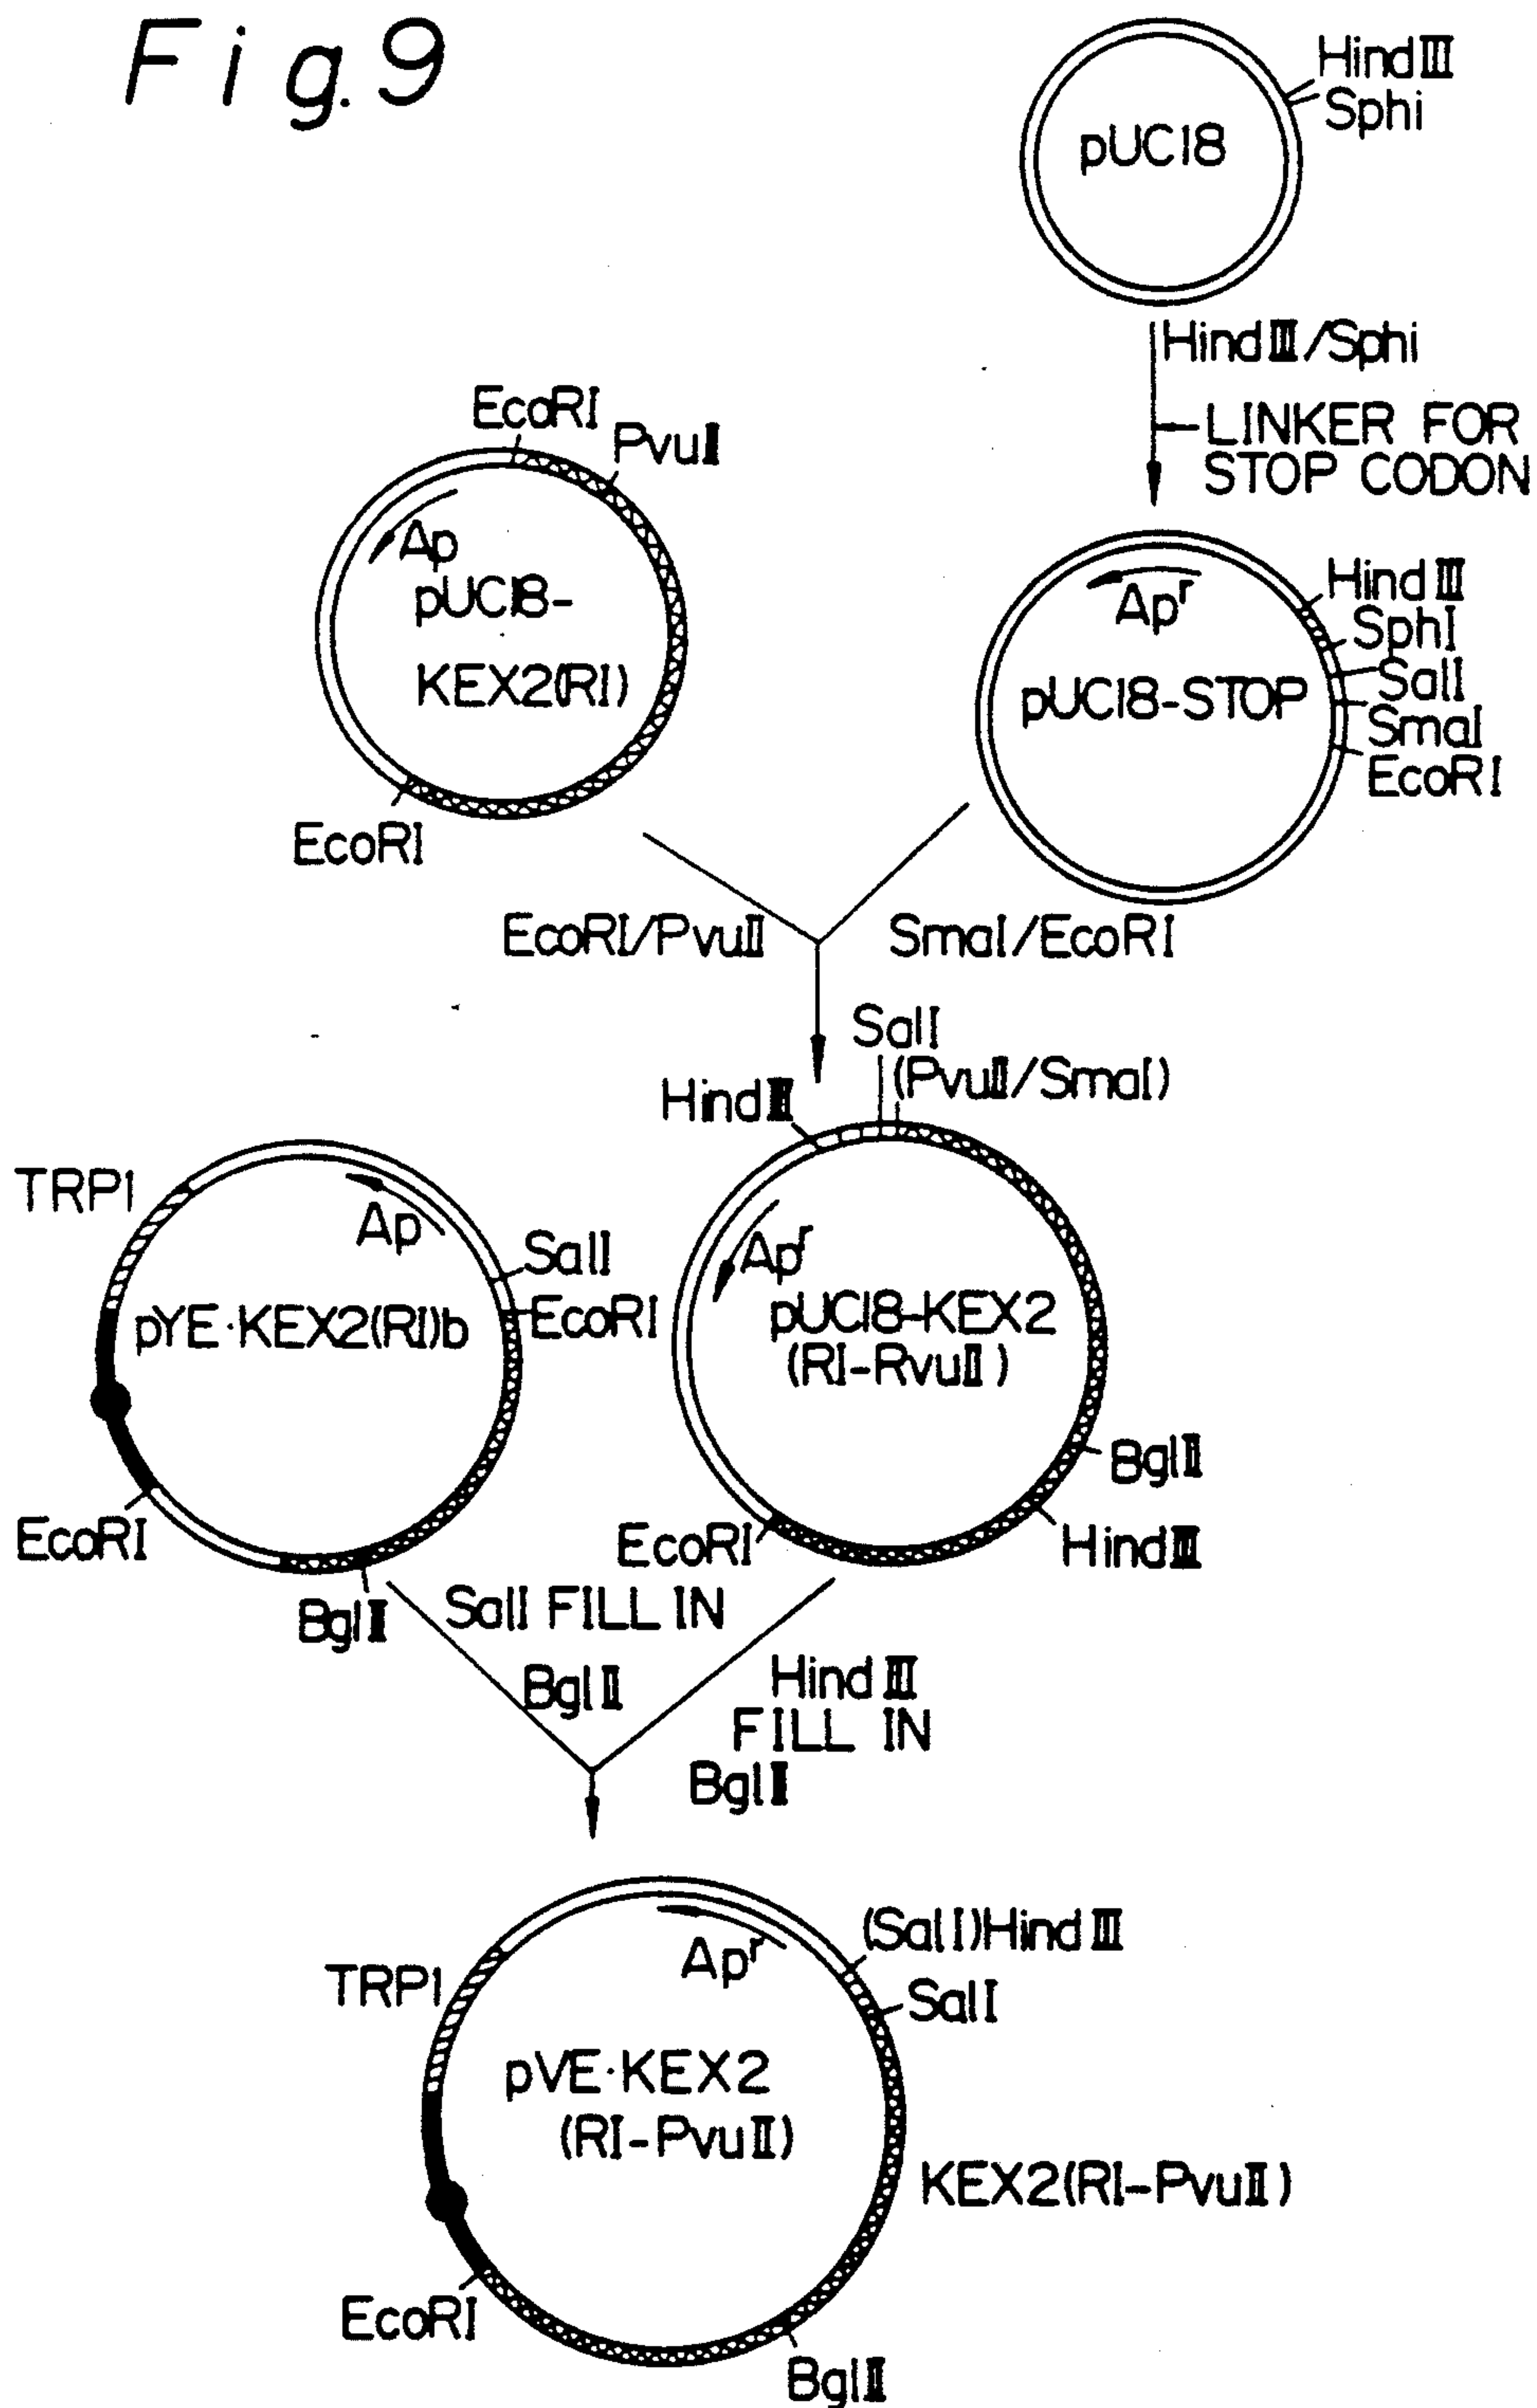 Fig. 9
HindIII
Sphi
pUC18
HindIII/Sphi
LINKER FOR
STOP CODON
EcoRI
PvuII
Ap
pUC18-
KEX2(RI)
EcoRI
HindIII
SphI
SalI
SmaI
EcoRI
Apr
pUC18-STOP
EcoRI/PvuII
SmaI/EcoRI
SalI
(PvuII/SmaI)
HindIII
TRP1
Ap
SalI
EcoRI
pYE·KEX2(RI)b
EcoRI
BglII
Apr
pUC18-KEX2
(RI-RvuII)
BglII
HindIII
EcoRI
SalI FILL IN
BglII
HindIII
FILL IN
BglII
(SalI)HindIII
SalI
Apr
TRP1
pVE·KEX2
(RI-PvuII)
KEX2(RI-PvuII)
EcoRI
BglII